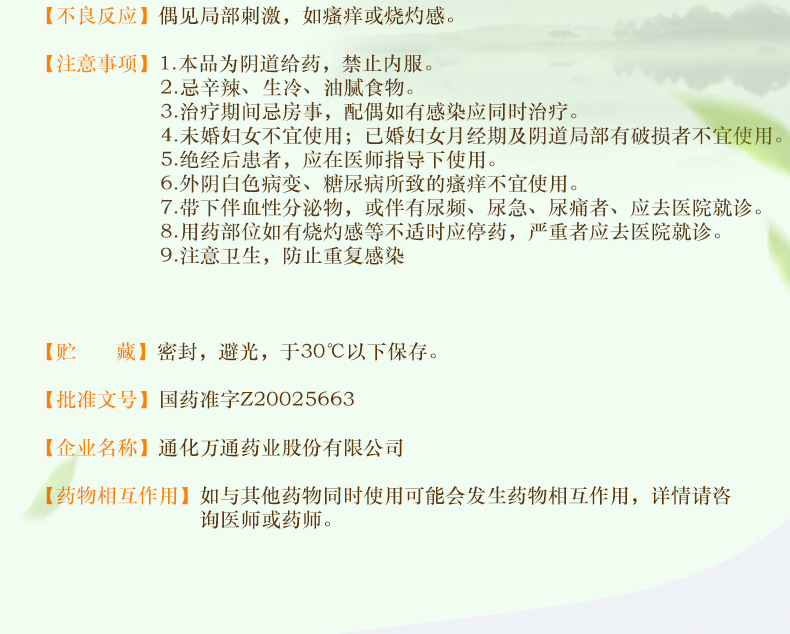 【不良反应】偶见局部刺激，如瘙痒或烧灼感。
【注意事项】1.本品为阴道给药，禁止内服。
2.忌辛辣、生冷、油腻食物。
3.治疗期间忌房事，配偶如有感染应同时治疗。
4.未婚妇女不宜使用；已婚妇女月经期及阴道局部有破损者不宜使用。
5.绝经后患者，应在医师指导下使用。
6.外阴白色病变、糖尿病所致的瘙痒不宜使用。
7.带下伴血性分泌物，或伴有尿频、尿急、尿痛者、应去医院就诊。
8.用药部位如有烧灼感等不适时应停药，严重者应去医院就诊。
9.注意卫生，防止重复感染
【贮 藏】密封，避光，于30℃以下保存。
【批准文号】国药准字Z20025663
【企业名称】通化万通药业股份有限公司
【药物相互作用】如与其他药物同时使用可能会发生药物相互作用，详情请咨
询医师或药师。